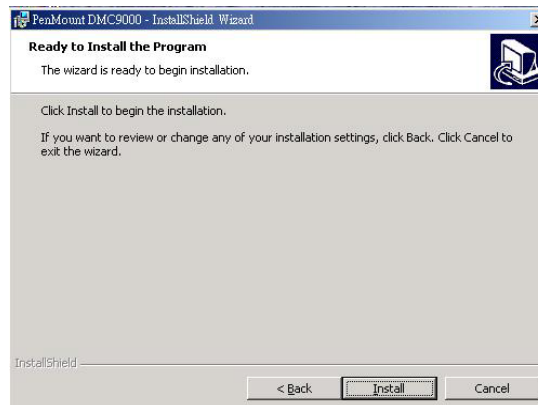 PenMount DMC9000 - InstallShield Wizard
Ready to Install the Program
The wizard is ready to begin installation.
Click Install to begin the installation.
If you want to review or change any of your installation settings, click Back. Click Cancel to
exit the wizard.
InstallShield
< Back Install Cancel